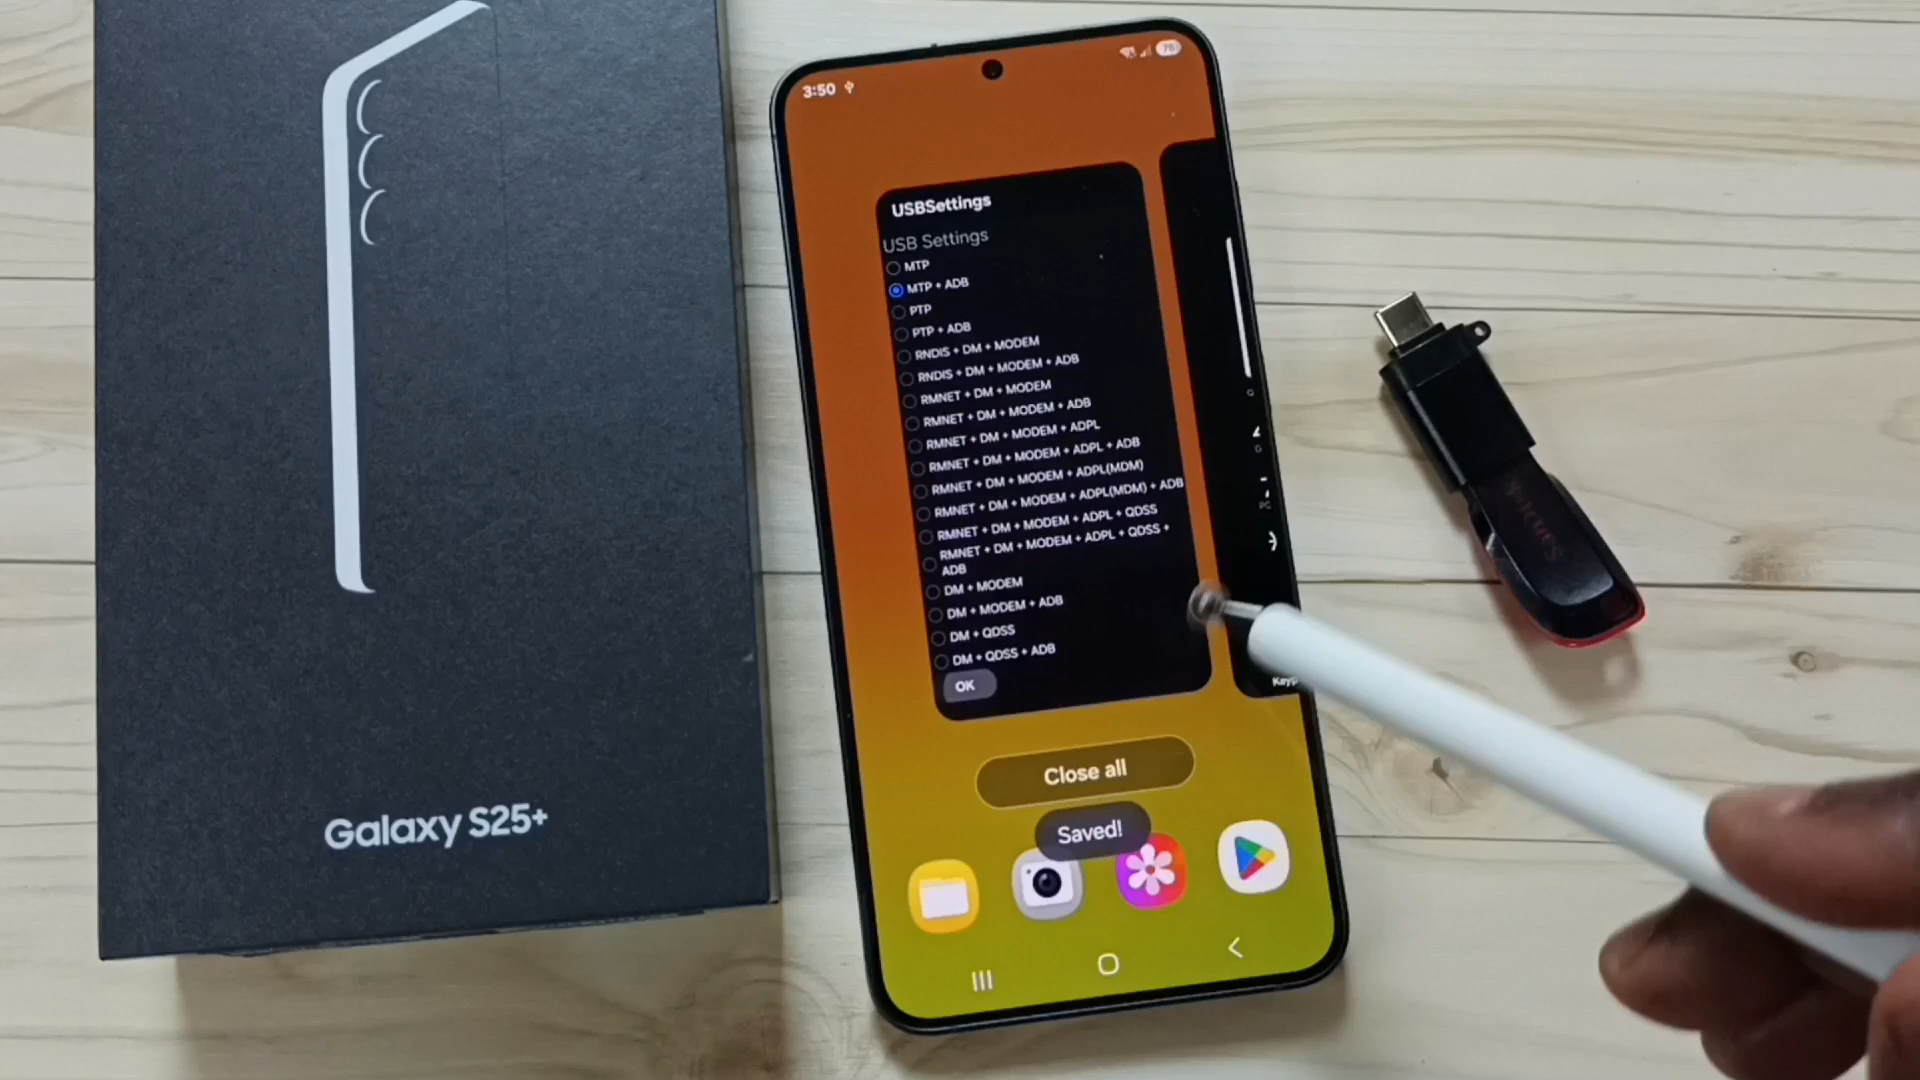 Galaxy S25+
3:50
76
USBSettings
USB Settings
MTP
MTP + ADB
PTP
PTP + ADB
RNDIS + DM + MODEM
RNDIS + DM + MODEM + ADB
RMNET + DM + MODEM
RMNET + DM + MODEM + ADB
RMNET + DM + MODEM + ADPL
RMNET + DM + MODEM + ADPL + ADB
RMNET + DM + MODEM + ADPL(MDM)
RMNET + DM + MODEM + ADPL(MDM) + ADB
RMNET + DM + MODEM + ADPL + QDSS
RMNET + DM + MODEM + ADPL + QDSS +
ADB
DM + MODEM
DM + MODEM + ADB
DM + QDSS
DM + QDSS + ADB
OK
Close all
Saved!
SanDisk